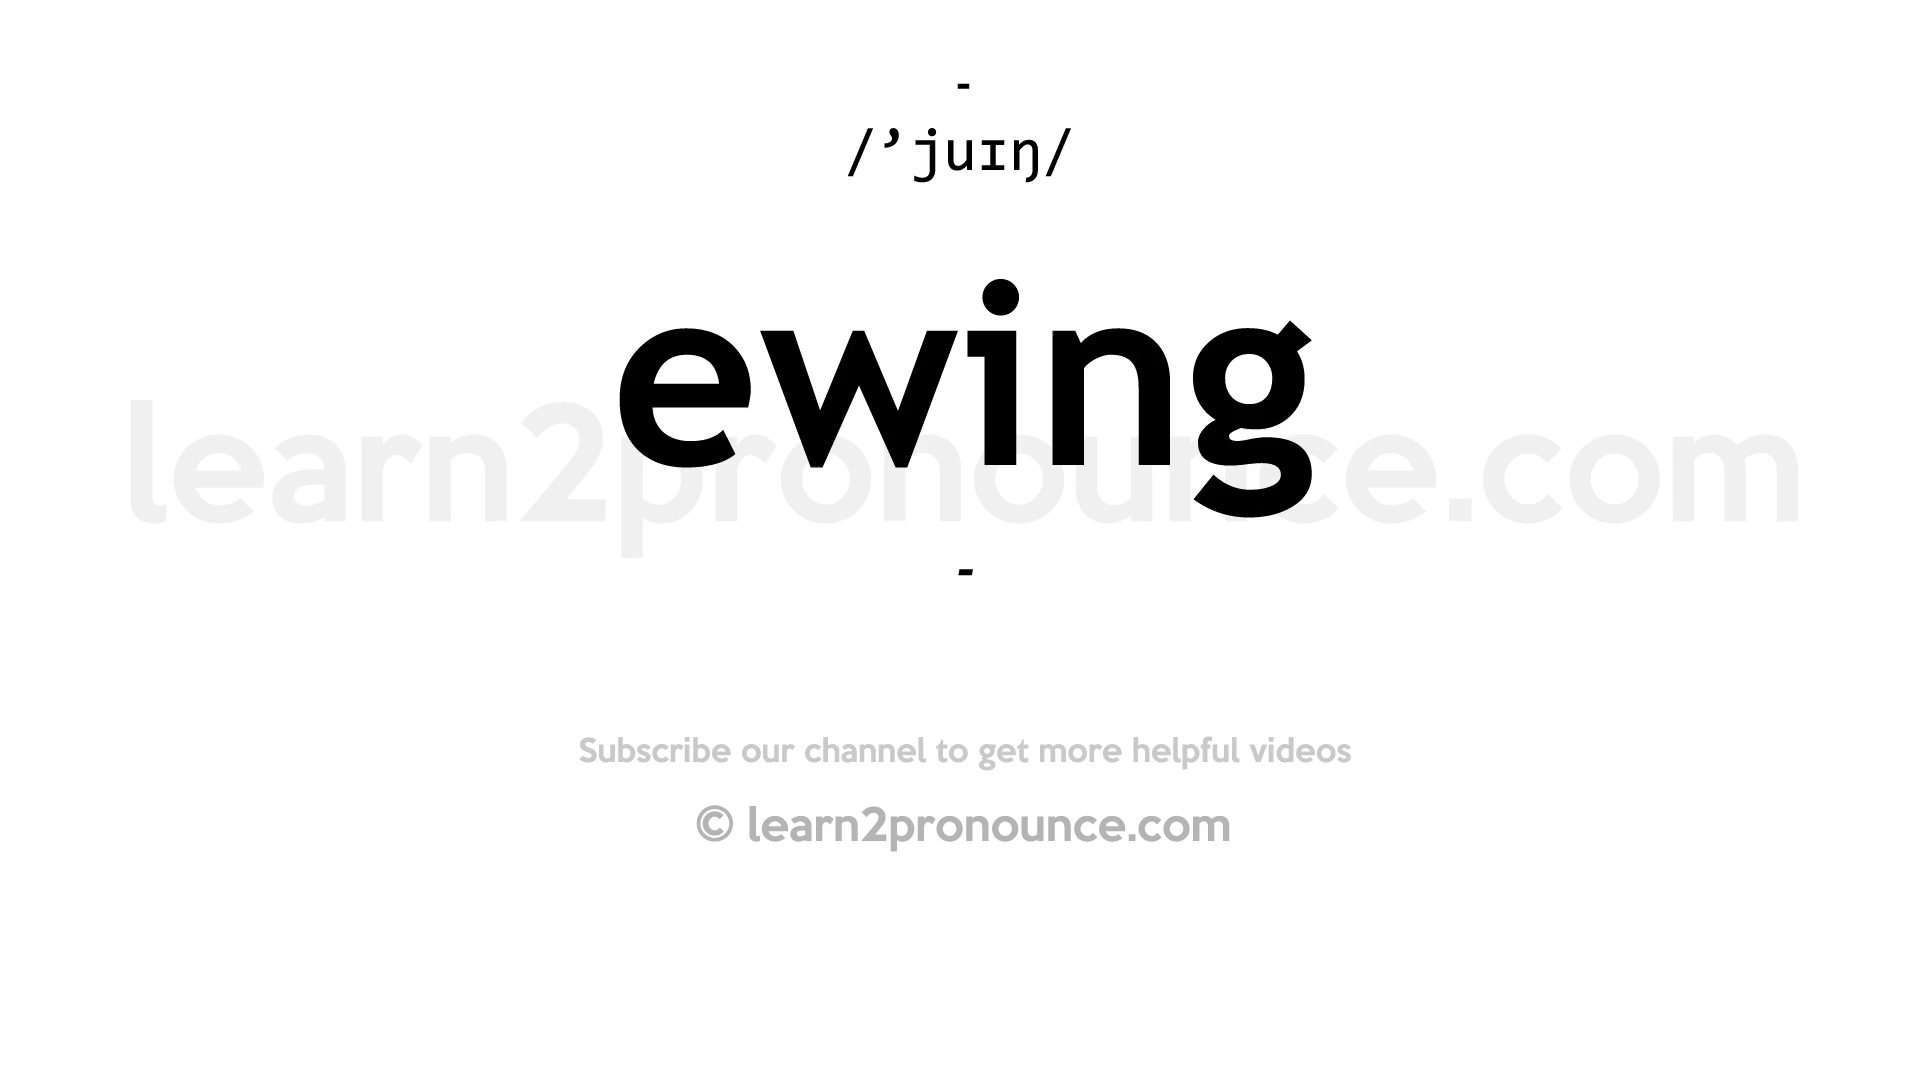 -
/’juɪŋ/
ewing
learn2pronounce.com
-
Subscribe our channel to get more helpful videos
© learn2pronounce.com